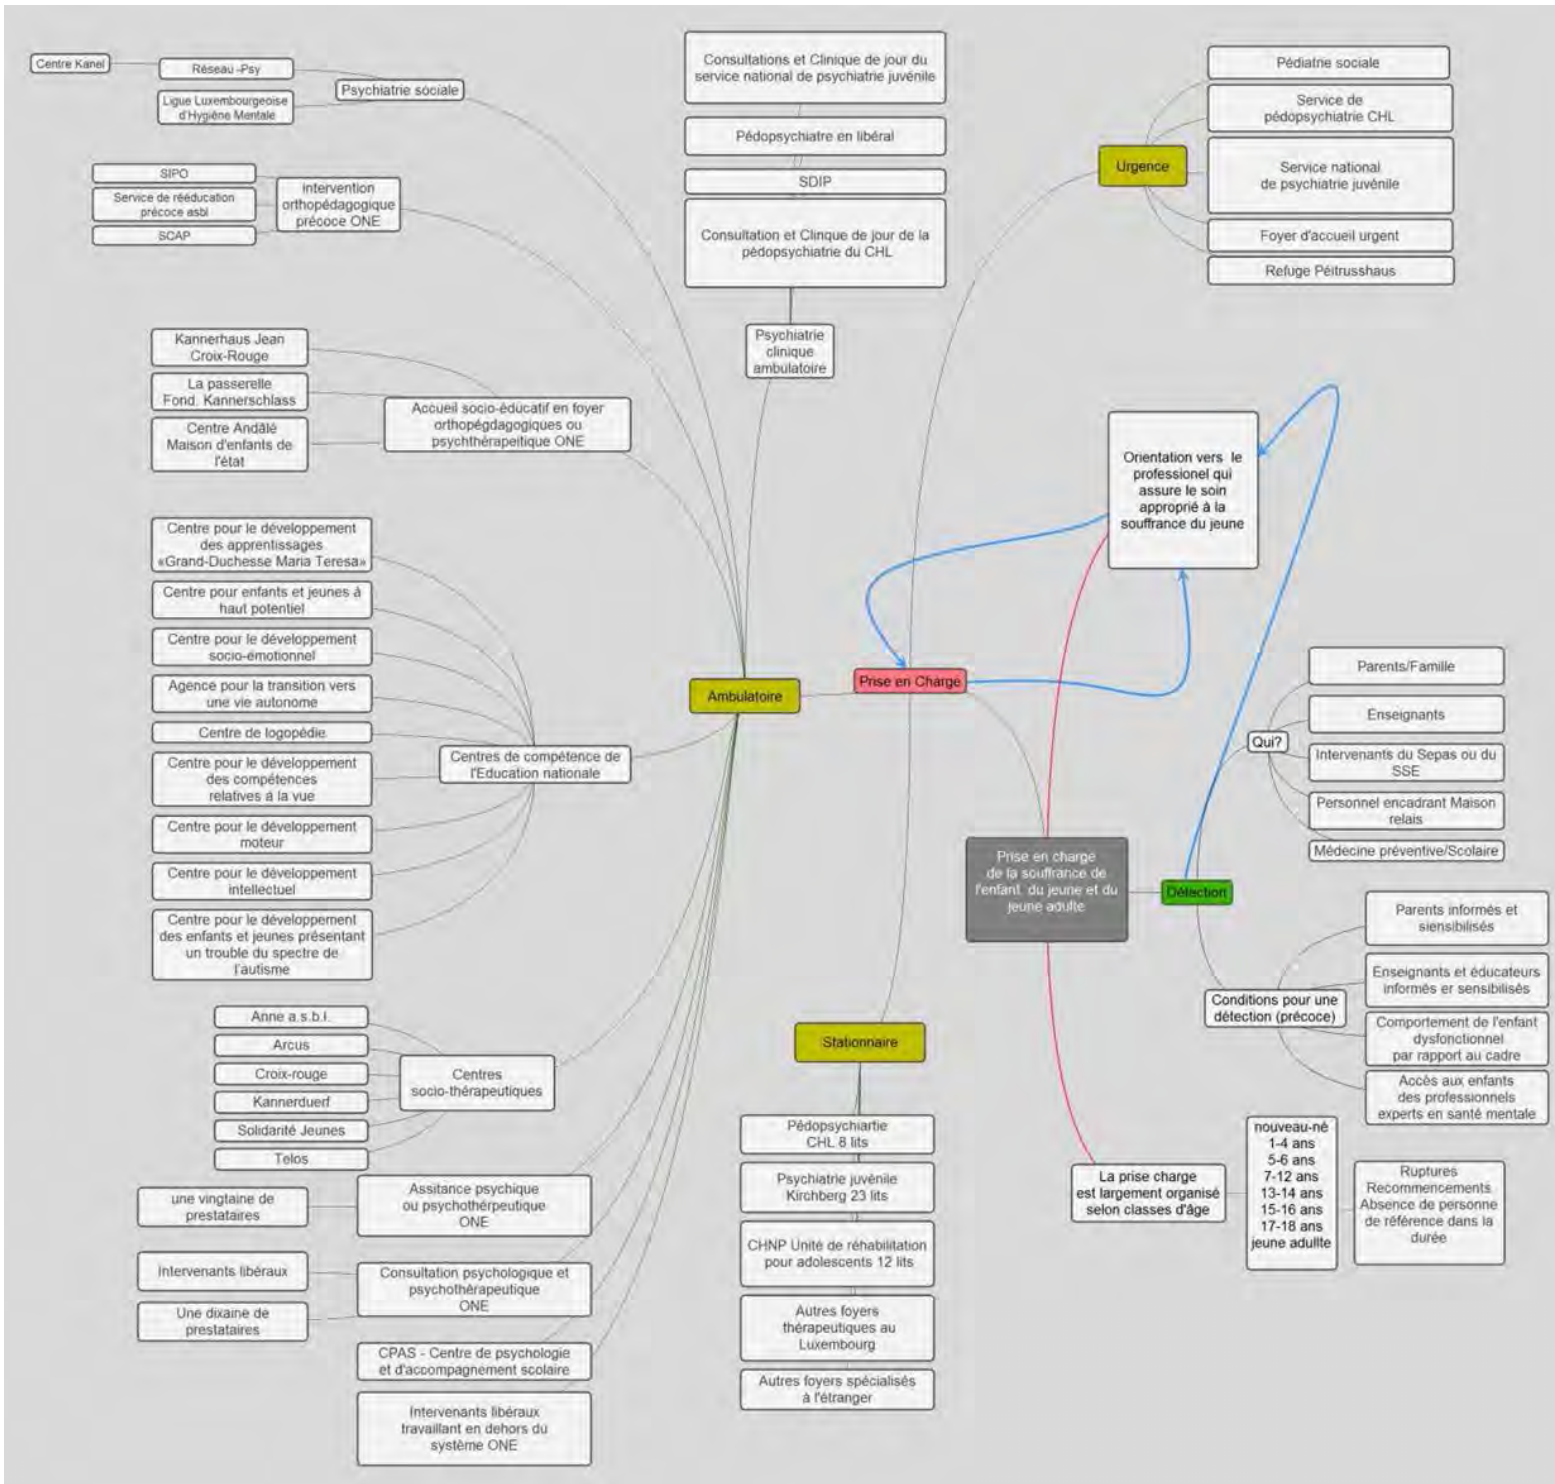 Centre Kanel
Réseau -Psy
Ligue Luxembourgeoise
d'Hygiène Mentale
Psychiatrie sociale
SIPO
Service de rééducation
précoce asbl
SCAP
intervention
orthopédagogique
précoce ONE
Kannerhaus Jean
Croix-Rouge
La passerelle
Fond. Kannerschlass
Centre Andälé
Maison d'enfants de
l'état
Accueil socio-éducatif en foyer
orthopégdagogiques ou
psychthérapeitique ONE
Centre pour le développement
des apprentissages
«Grand-Duchesse Maria Teresa»
Centre pour enfants et jeunes à
haut potentiel
Centre pour le développement
socio-émotionnel
Agence pour la transition vers
une vie autonome
Centre de logopédie
Centre pour le développement
des compétences
relatives à la vue
Centre pour le développement
moteur
Centre pour le développement
intellectuel
Centre pour le développement
des enfants et jeunes présentant
un trouble du spectre de
l'autisme
Centres de compétence de
l'Education nationale
Anne a.s.b.l.
Arcus
Croix-rouge
Kannerduerf
Solidarité Jeunes
Telos
Centres
socio-thérapeutiques
une vingtaine de
prestataires
Assitance psychique
ou psychothérpeutique
ONE
Intervenants libéraux
Une dixaine de
prestataires
Consultation psychologique et
psychothérapeutique
ONE
CPAS - Centre de psychologie
et d'accompagnement scolaire
Intervenants libéraux
travaillant en dehors du
système ONE
Consultations et Clinique de jour du
service national de psychiatrie juvénile
Pédopsychiatre en libéral
SDIP
Consultation et Clinque de jour de la
pédopsychiatrie du CHL
Psychiatrie
clinique
ambulatoire
Ambulatoire
Prise en Charge
Stationnaire
Pédopsychiartie
CHL 8 lits
Psychiatrie juvénile
Kirchberg 23 lits
CHNP Unité de réhabilitation
pour adolescents 12 lits
Autres foyers
thérapeutiques au
Luxembourg
Autres foyers spécialisés
à l'étranger
Urgence
Pédiatrie sociale
Service de
pédopsychiatrie CHL
Service national
de psychiatrie juvénile
Foyer d'accueil urgent
Refuge Péitrusshaus
Orientation vers le
professionel qui
assure le soin
approprié à la
souffrance du jeune
Prise en charge
de la souffrance de
l'enfant du jeune et du
jeune adulte
Détection
Qui?
Parents/Famille
Enseignants
Intervenants du Sepas ou du
SSE
Personnel encadrant Maison
relais
Médecine préventive/Scolaire
Conditions pour une
détection (précoce)
Parents informés et
siensibilisés
Enseignants et éducateurs
informés er sensibilisés
Comportement de l'enfant
dysfonctionnel
par rapport au cadre
Accès aux enfants
des professionnels
experts en santé mentale
La prise charge
est largement organisé
selon classes d'âge
nouveau-né
1-4 ans
5-6 ans
7-12 ans
13-14 ans
15-16 ans
17-18 ans
jeune adullte
Ruptures
Recommencements
Absence de personne
de référence dans la
durée